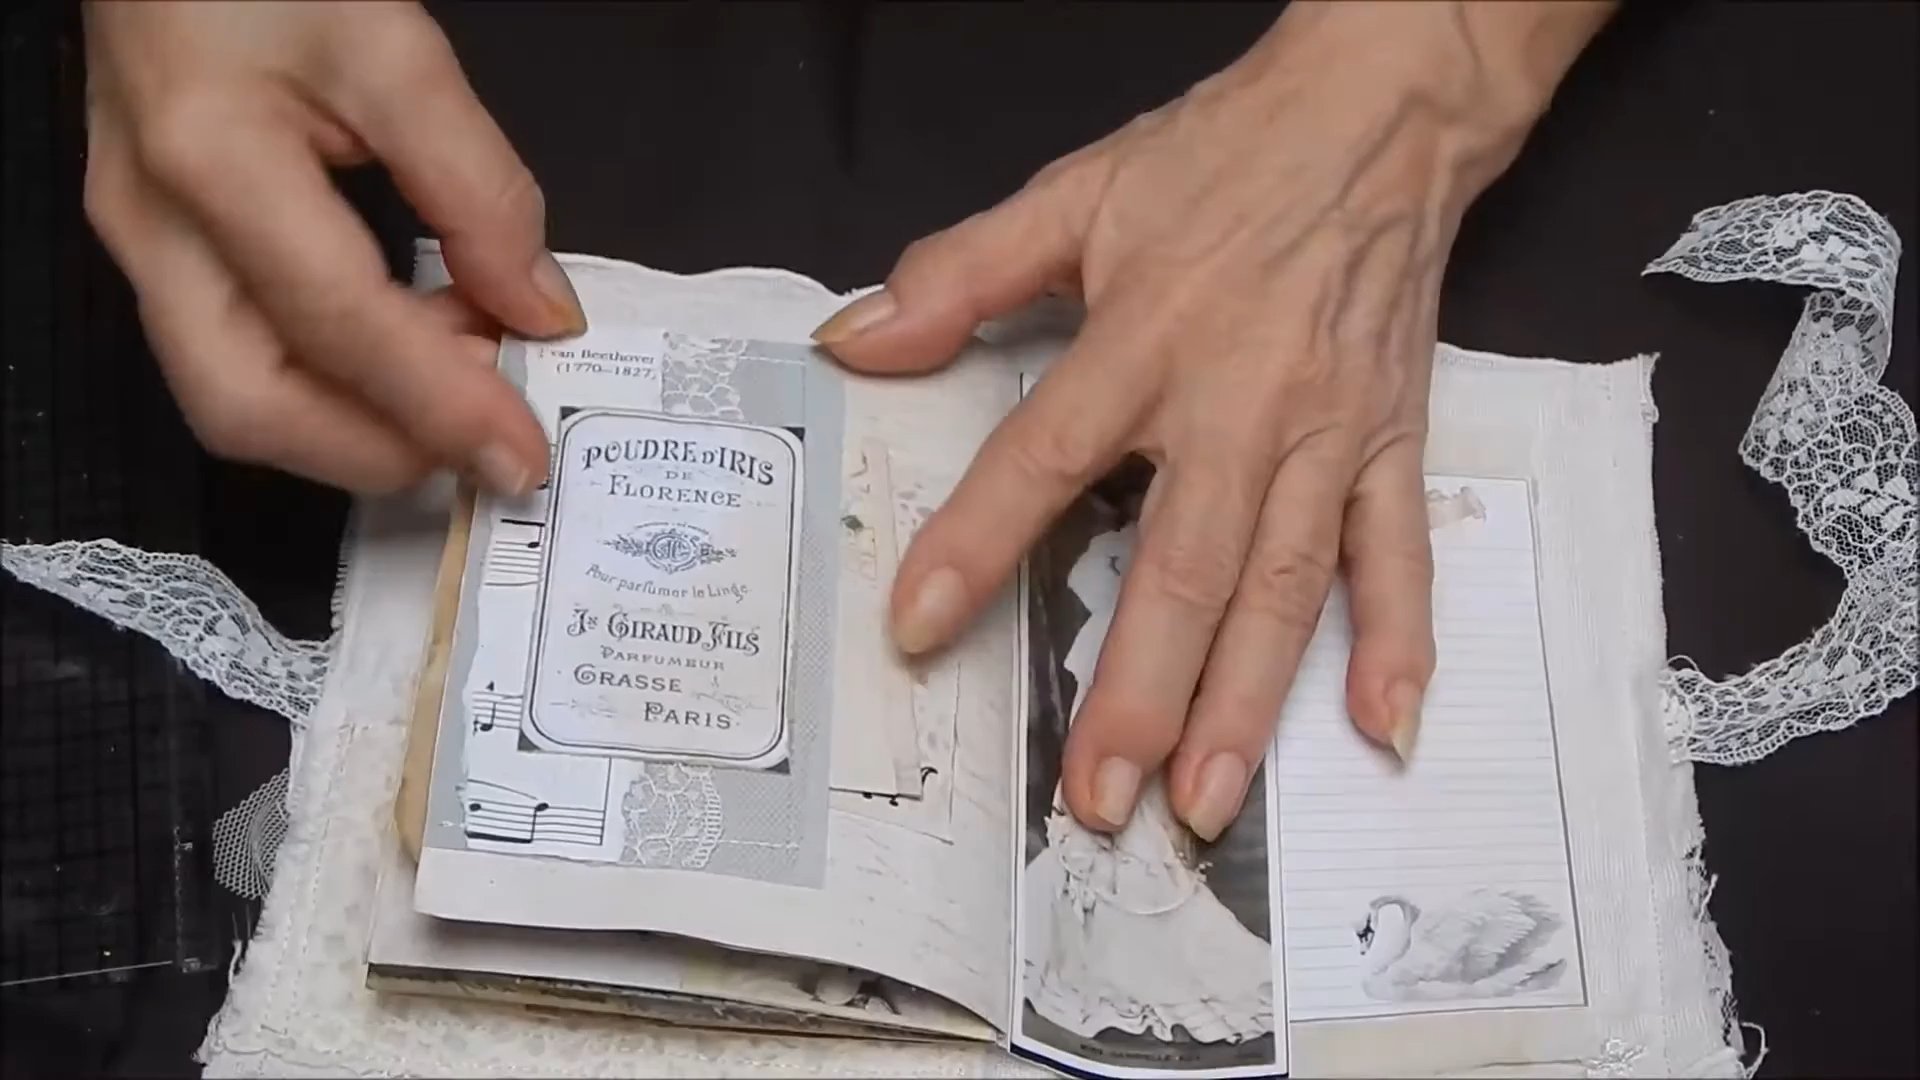 van Beethoven
(1770–1827)
POUDRE D'IRIS
DE
FLORENCE
Pour parfumer le Linge
JN GIRAUD FILS
PARFUMEUR
GRASSE
PARIS.